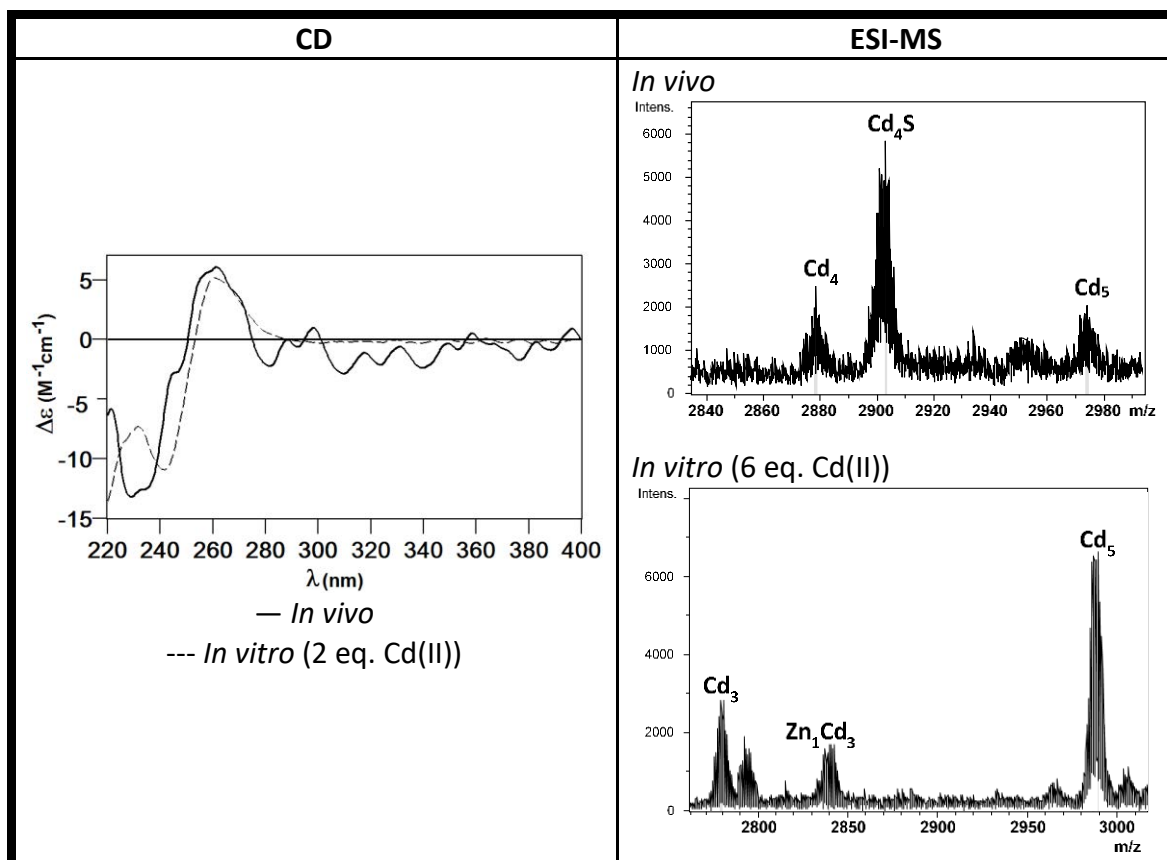 CD
ESI-MS
In vivo
Intens.
6000
5000
4000
3000
2000
1000
0
Cd₄
Cd₄S
Cd₅
2840 2860 2880 2900 2920 2940 2960 2980 m/z
5
0
-5
-10
-15
Δε (M⁻¹cm⁻¹)
220 240 260 280 300 320 340 360 380 400
λ (nm)
— In vivo
--- In vitro (2 eq. Cd(II))
In vitro (6 eq. Cd(II))
Intens.
6000
4000
2000
0
Cd₃
Zn₁Cd₃
Cd₅
2800 2850 2900 2950 3000
m/z